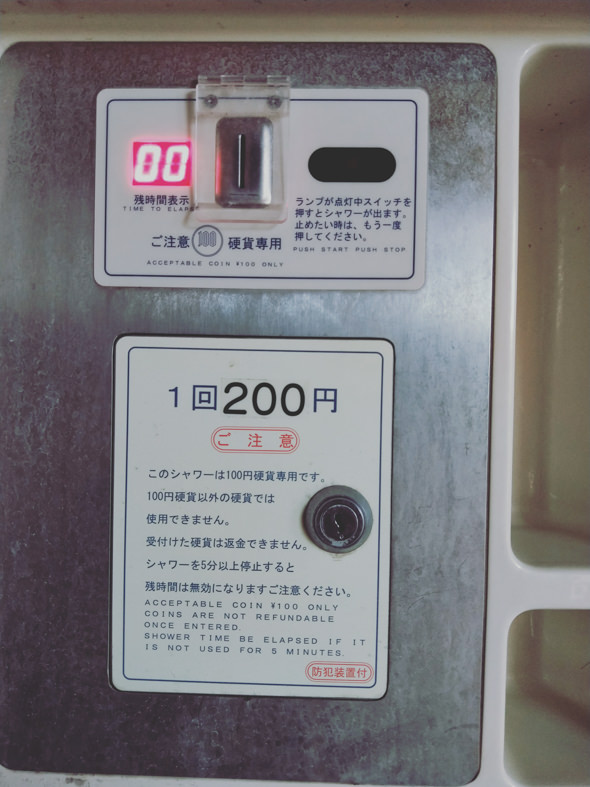 00
残時間表示
TIME TO ELAPSE
ご注意 100 硬貨専用
ACCEPTABLE COIN ¥100 ONLY
ランプが点灯中スイッチを
押すとシャワーが出ます。
止めたい時は、もう一度
押してください。
PUSH START PUSH STOP
1回200円
ご注意
このシャワーは100円硬貨専用です。
100円硬貨以外の硬貨では
使用できません。
受付けた硬貨は返金できません。
シャワーを5分以上停止すると
残時間は無効になりますご注意ください。
ACCEPTABLE COIN ¥100 ONLY
COINS ARE NOT REFUNDABLE
ONCE ENTERED.
SHOWER TIME BE ELAPSED IF IT
IS NOT USED FOR 5 MINUTES.
防犯装置付